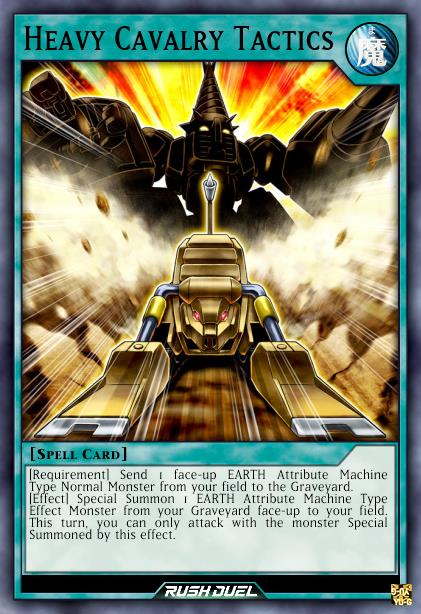 Heavy Cavalry Tactics
ま
魔
[Spell Card]
[Requirement] Send 1 face-up EARTH Attribute Machine
Type Normal Monster from your field to the Graveyard.
[Effect] Special Summon 1 EARTH Attribute Machine Type
Effect Monster from your Graveyard face-up to your field.
This turn, you can only attack with the monster Special
Summoned by this effect.
RUSH DUEL